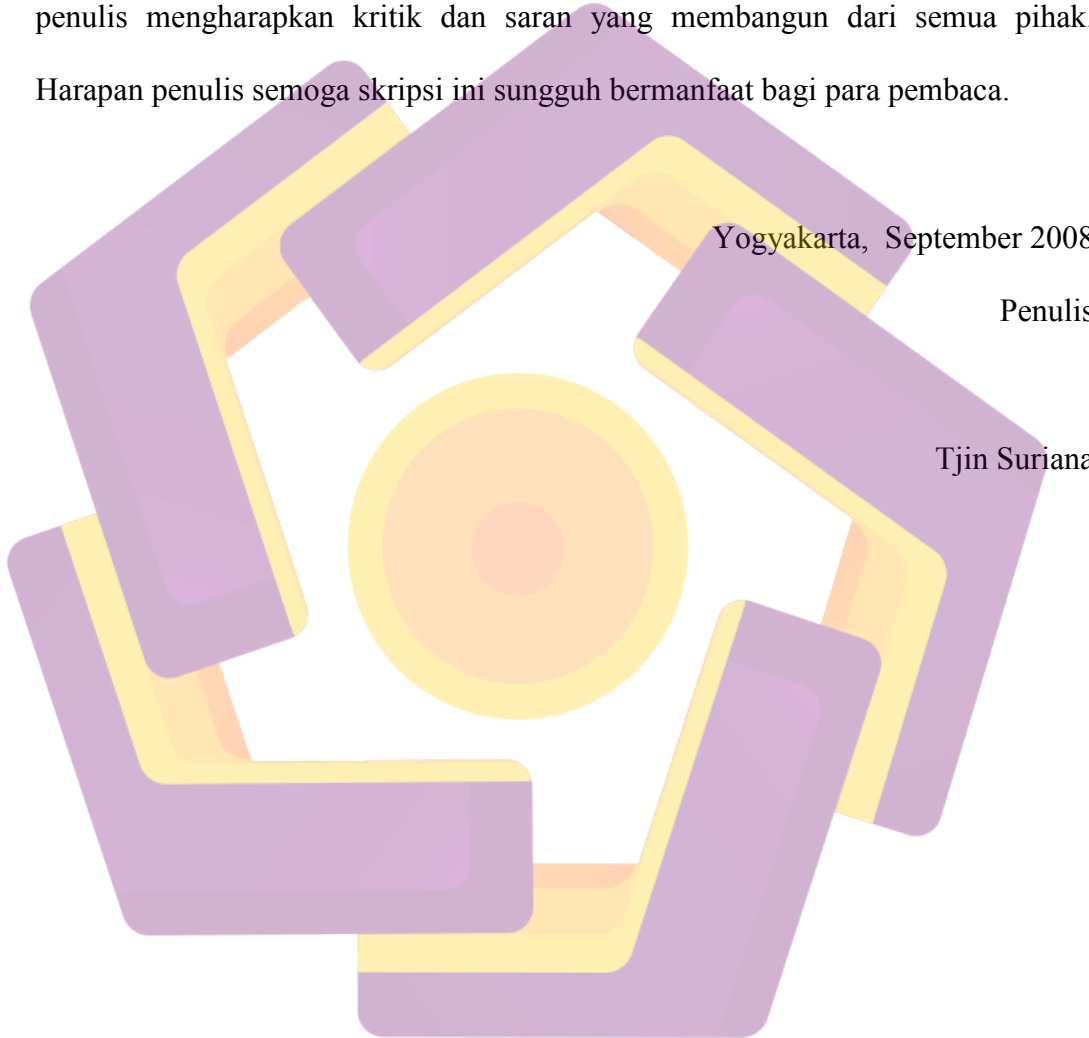 penulis mengharapkan kritik dan saran yang membangun dari semua pihak.
Harapan penulis semoga skripsi ini sungguh bermanfaat bagi para pembaca.
Yogyakarta, September 2008
Penulis
Tjin Suriana